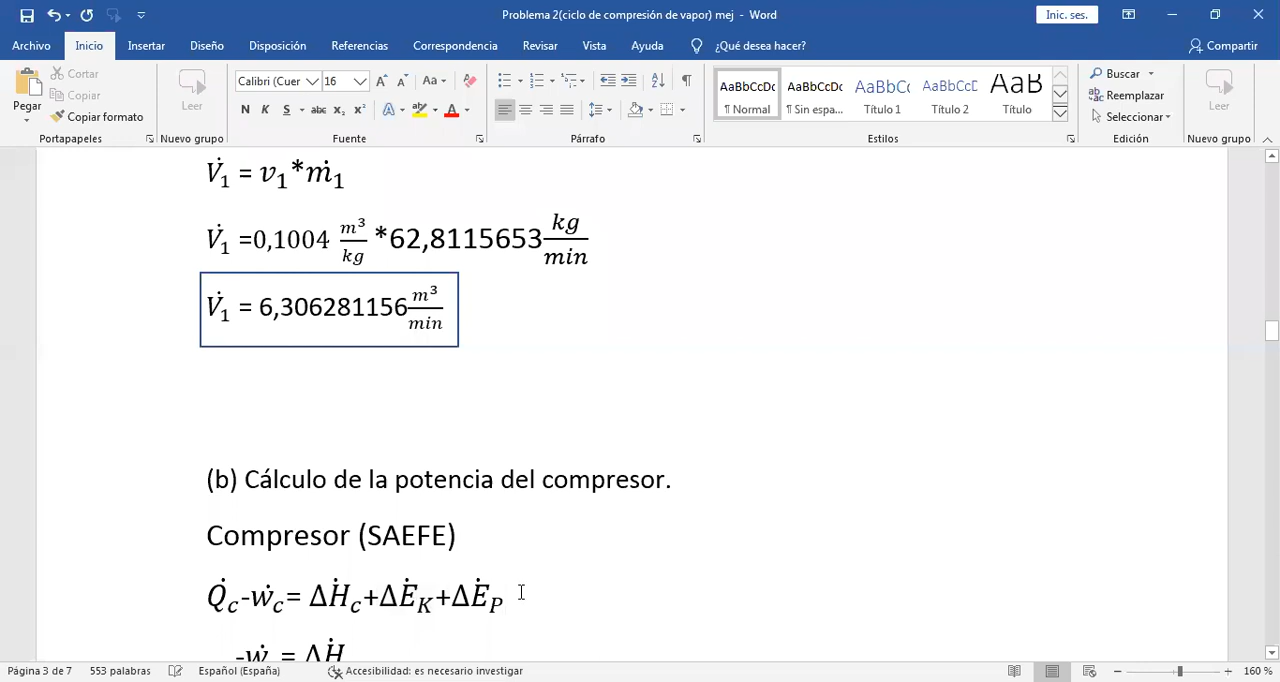 Problema 2(ciclo de compresión de vapor) mej - Word
Inic. ses.
Archivo Inicio Insertar Diseño Disposición Referencias Correspondencia Revisar Vista Ayuda ¿Qué desea hacer? Compartir
Pegar
Cortar
Copiar
Copiar formato
Portapapeles
Leer
Nuevo grupo
Calibri (Cuer 16
N K S abc x₂ x²
Fuente
Párrafo
AaBbCcDc AaBbCcDc AaBbCc AaBbCcD AaB
¶ Normal ¶ Sin espa... Título 1 Título 2 Título
Estilos
Buscar
Reemplazar
Seleccionar
Edición
Leer
Nuevo grupo
V̇₁ = v₁*ṁ₁
V̇₁ =0,1004 m³/kg *62,8115653 kg/min
V̇₁ = 6,306281156 m³/min
(b) Cálculo de la potencia del compresor.
Compresor (SAEFE)
Q̇c-ẇc= ΔḢc+ΔĖK+ΔĖP
-ẇ = ΔḢ
Página 3 de 7 553 palabras Español (España) Accesibilidad: es necesario investigar 160 %